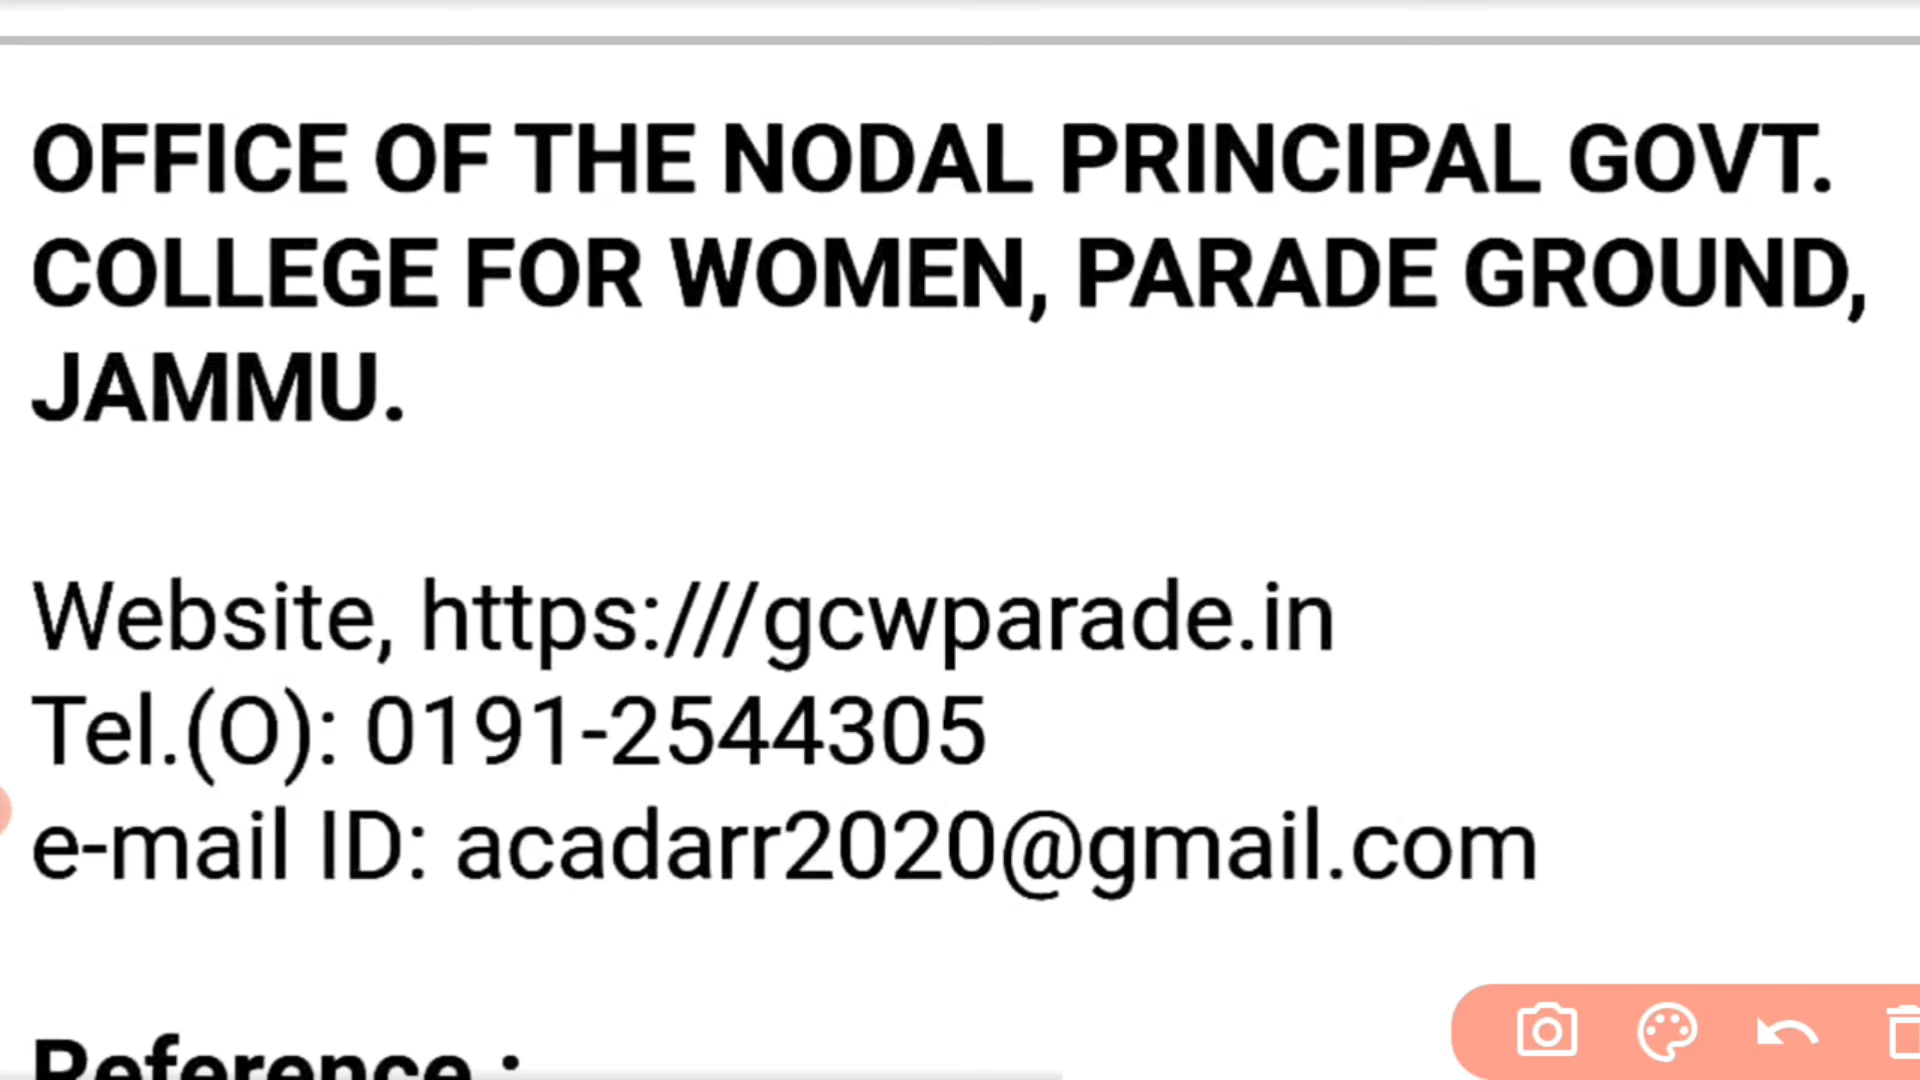 OFFICE OF THE NODAL PRINCIPAL GOVT.
COLLEGE FOR WOMEN, PARADE GROUND,
JAMMU.
Website, https:///gcwparade.in
Tel.(O): 0191-2544305
e-mail ID: acadarr2020@gmail.com
Reference :